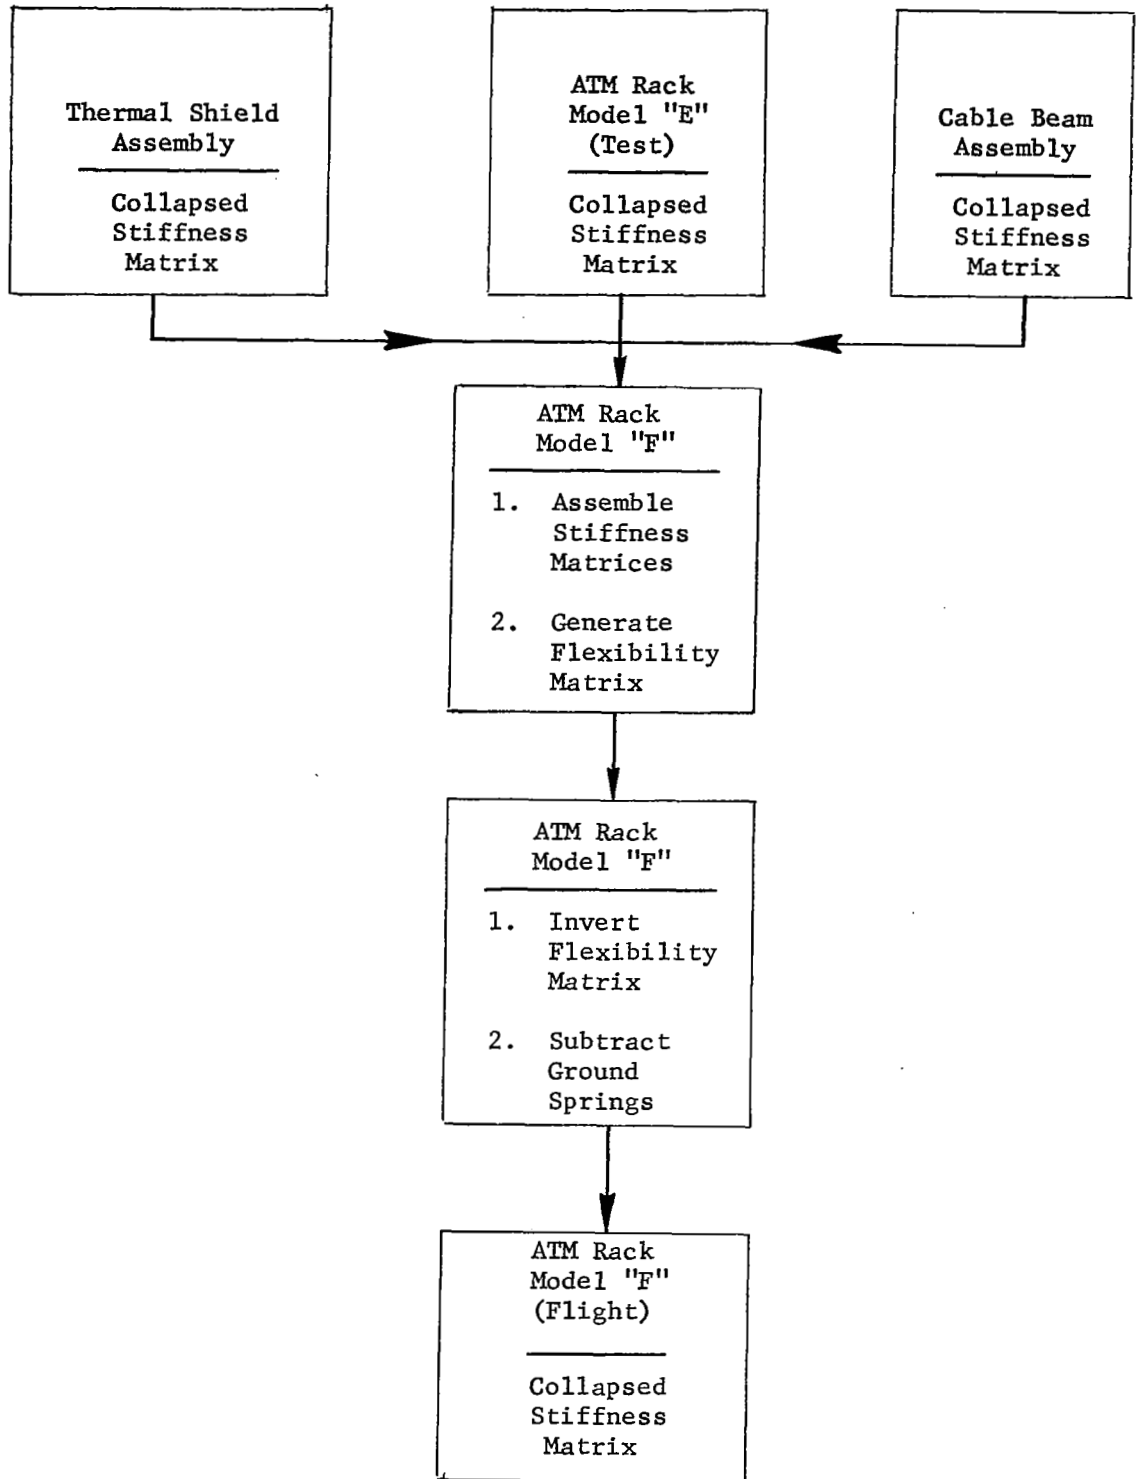 Thermal Shield
Assembly
Collapsed
Stiffness
Matrix
ATM Rack
Model "E"
(Test)
Collapsed
Stiffness
Matrix
Cable Beam
Assembly
Collapsed
Stiffness
Matrix
ATM Rack
Model "F"
1. Assemble
Stiffness
Matrices
2. Generate
Flexibility
Matrix
ATM Rack
Model "F"
1. Invert
Flexibility
Matrix
2. Subtract
Ground
Springs
ATM Rack
Model "F"
(Flight)
Collapsed
Stiffness
Matrix